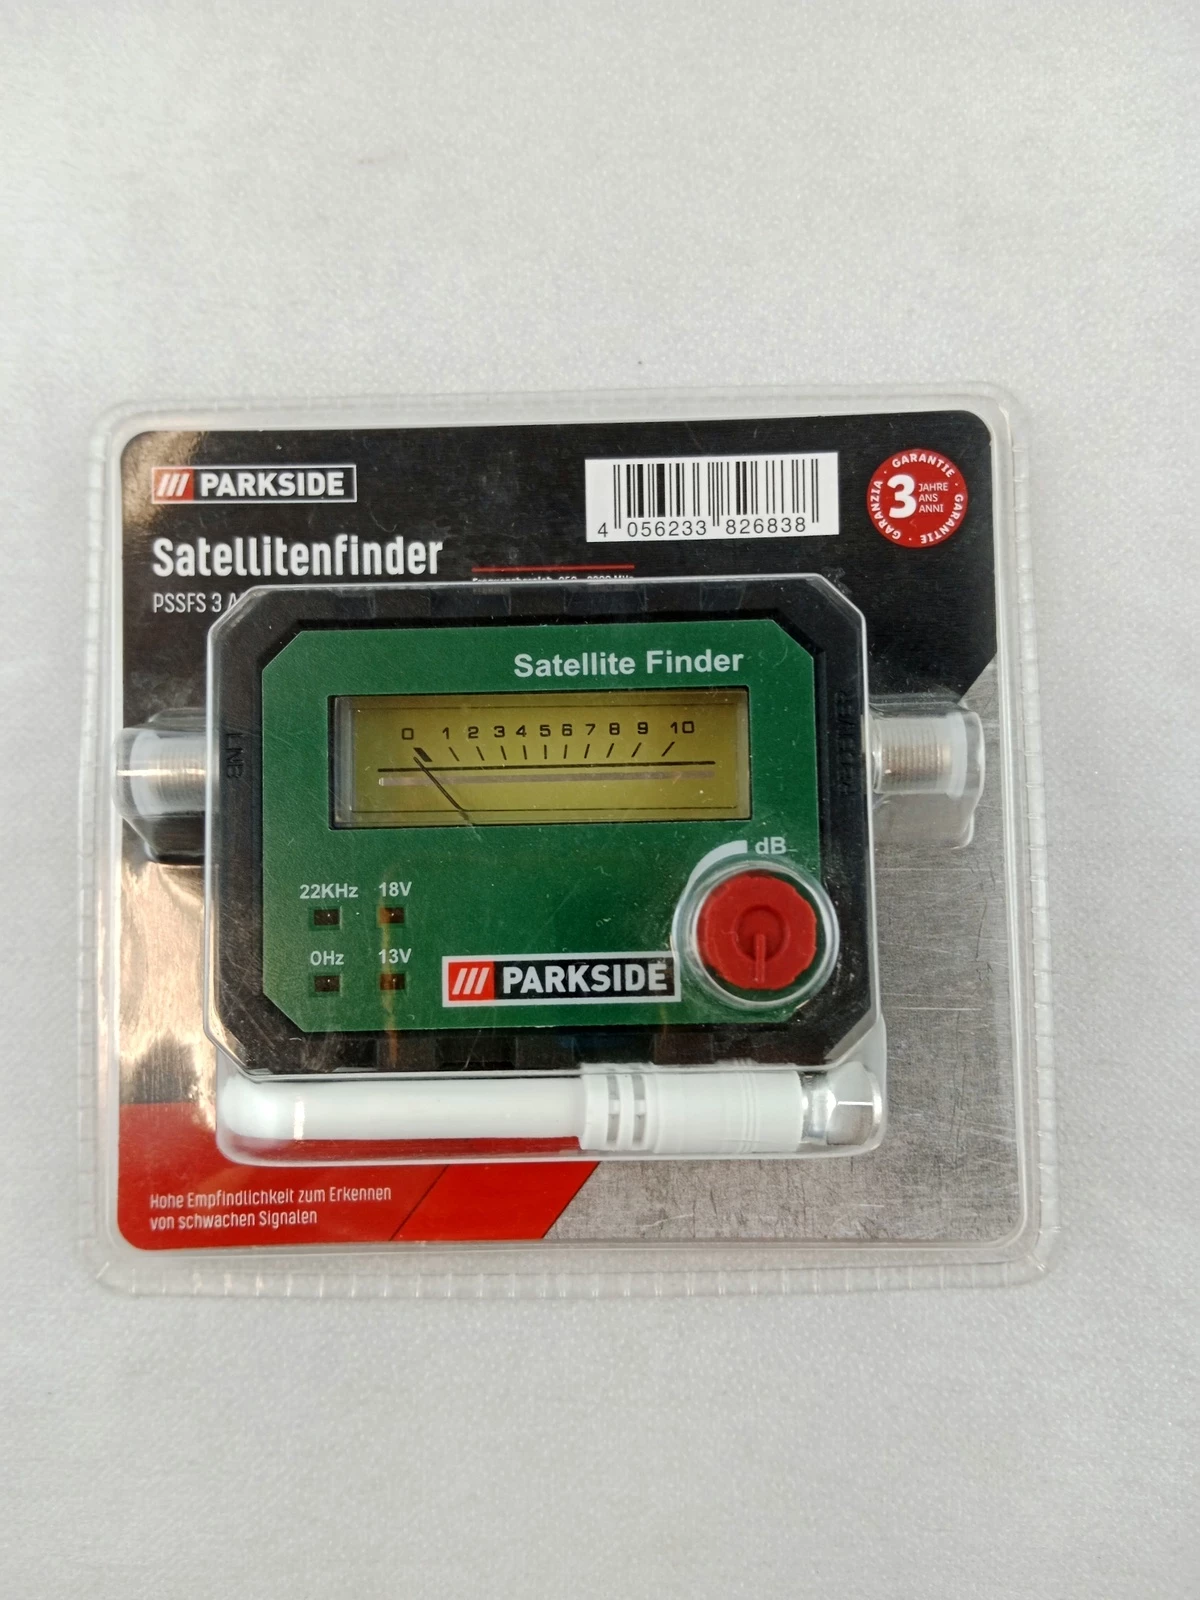 PARKSIDE
Satellitenfinder
PSSFS 3
4 056233 826838
GARANTIE · GARANTIE · GARANZIA ·
3 JAHRE
ANS
ANNI
Satellite Finder
0 1 2 3 4 5 6 7 8 9 10
LNB
RECEIVER
dB
22KHz 18V
0Hz 13V
PARKSIDE
Hohe Empfindlichkeit zum Erkennen
von schwachen Signalen